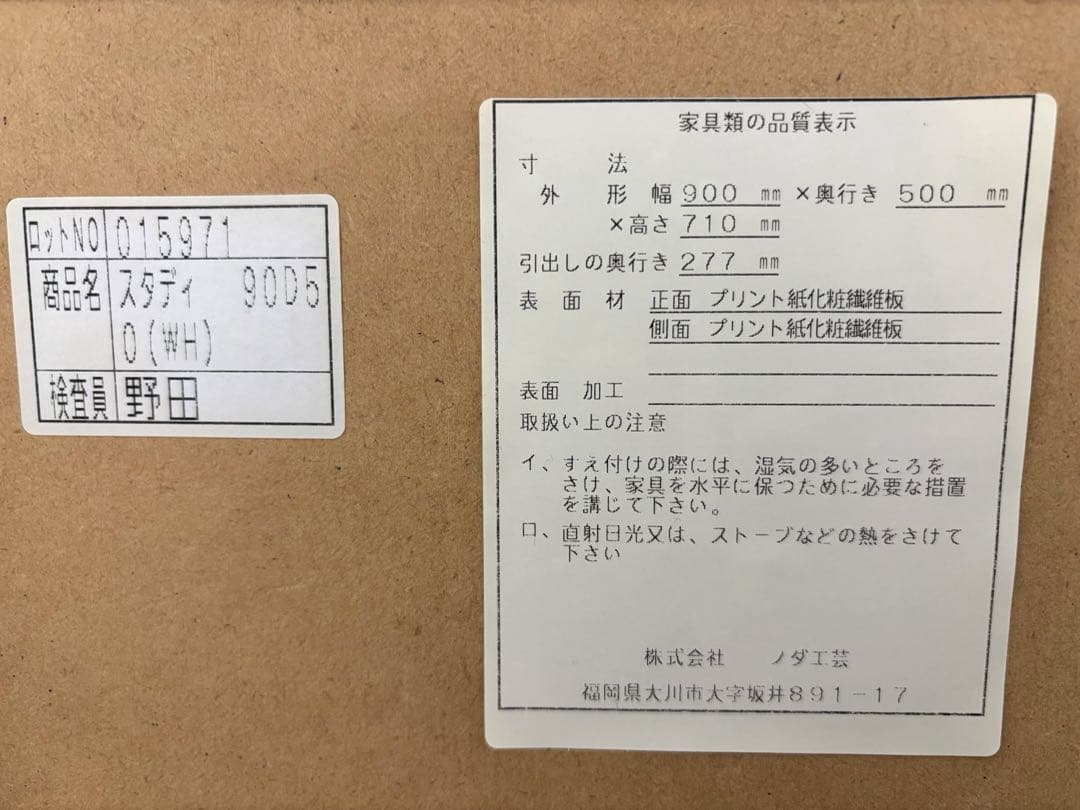 ロットNO 015971
商品名 スタディ 90D5
0(WH)
検査員 野田
家具類の品質表示
寸 法
外 形 幅 900 mm ×奥行き 500 mm
×高さ 710 mm
引出しの奥行き 277 mm
表 面 材 正面 プリント紙化粧繊維板
側面 プリント紙化粧繊維板
表面 加工
取扱い上の注意
イ、すえ付けの際には、湿気の多いところを
さけ、家具を水平に保つために必要な措置
を講じて下さい。
ロ、直射日光又は、ストーブなどの熱をさけて
下さい
株式会社 ノダ工芸
福岡県大川市大字坂井891-17